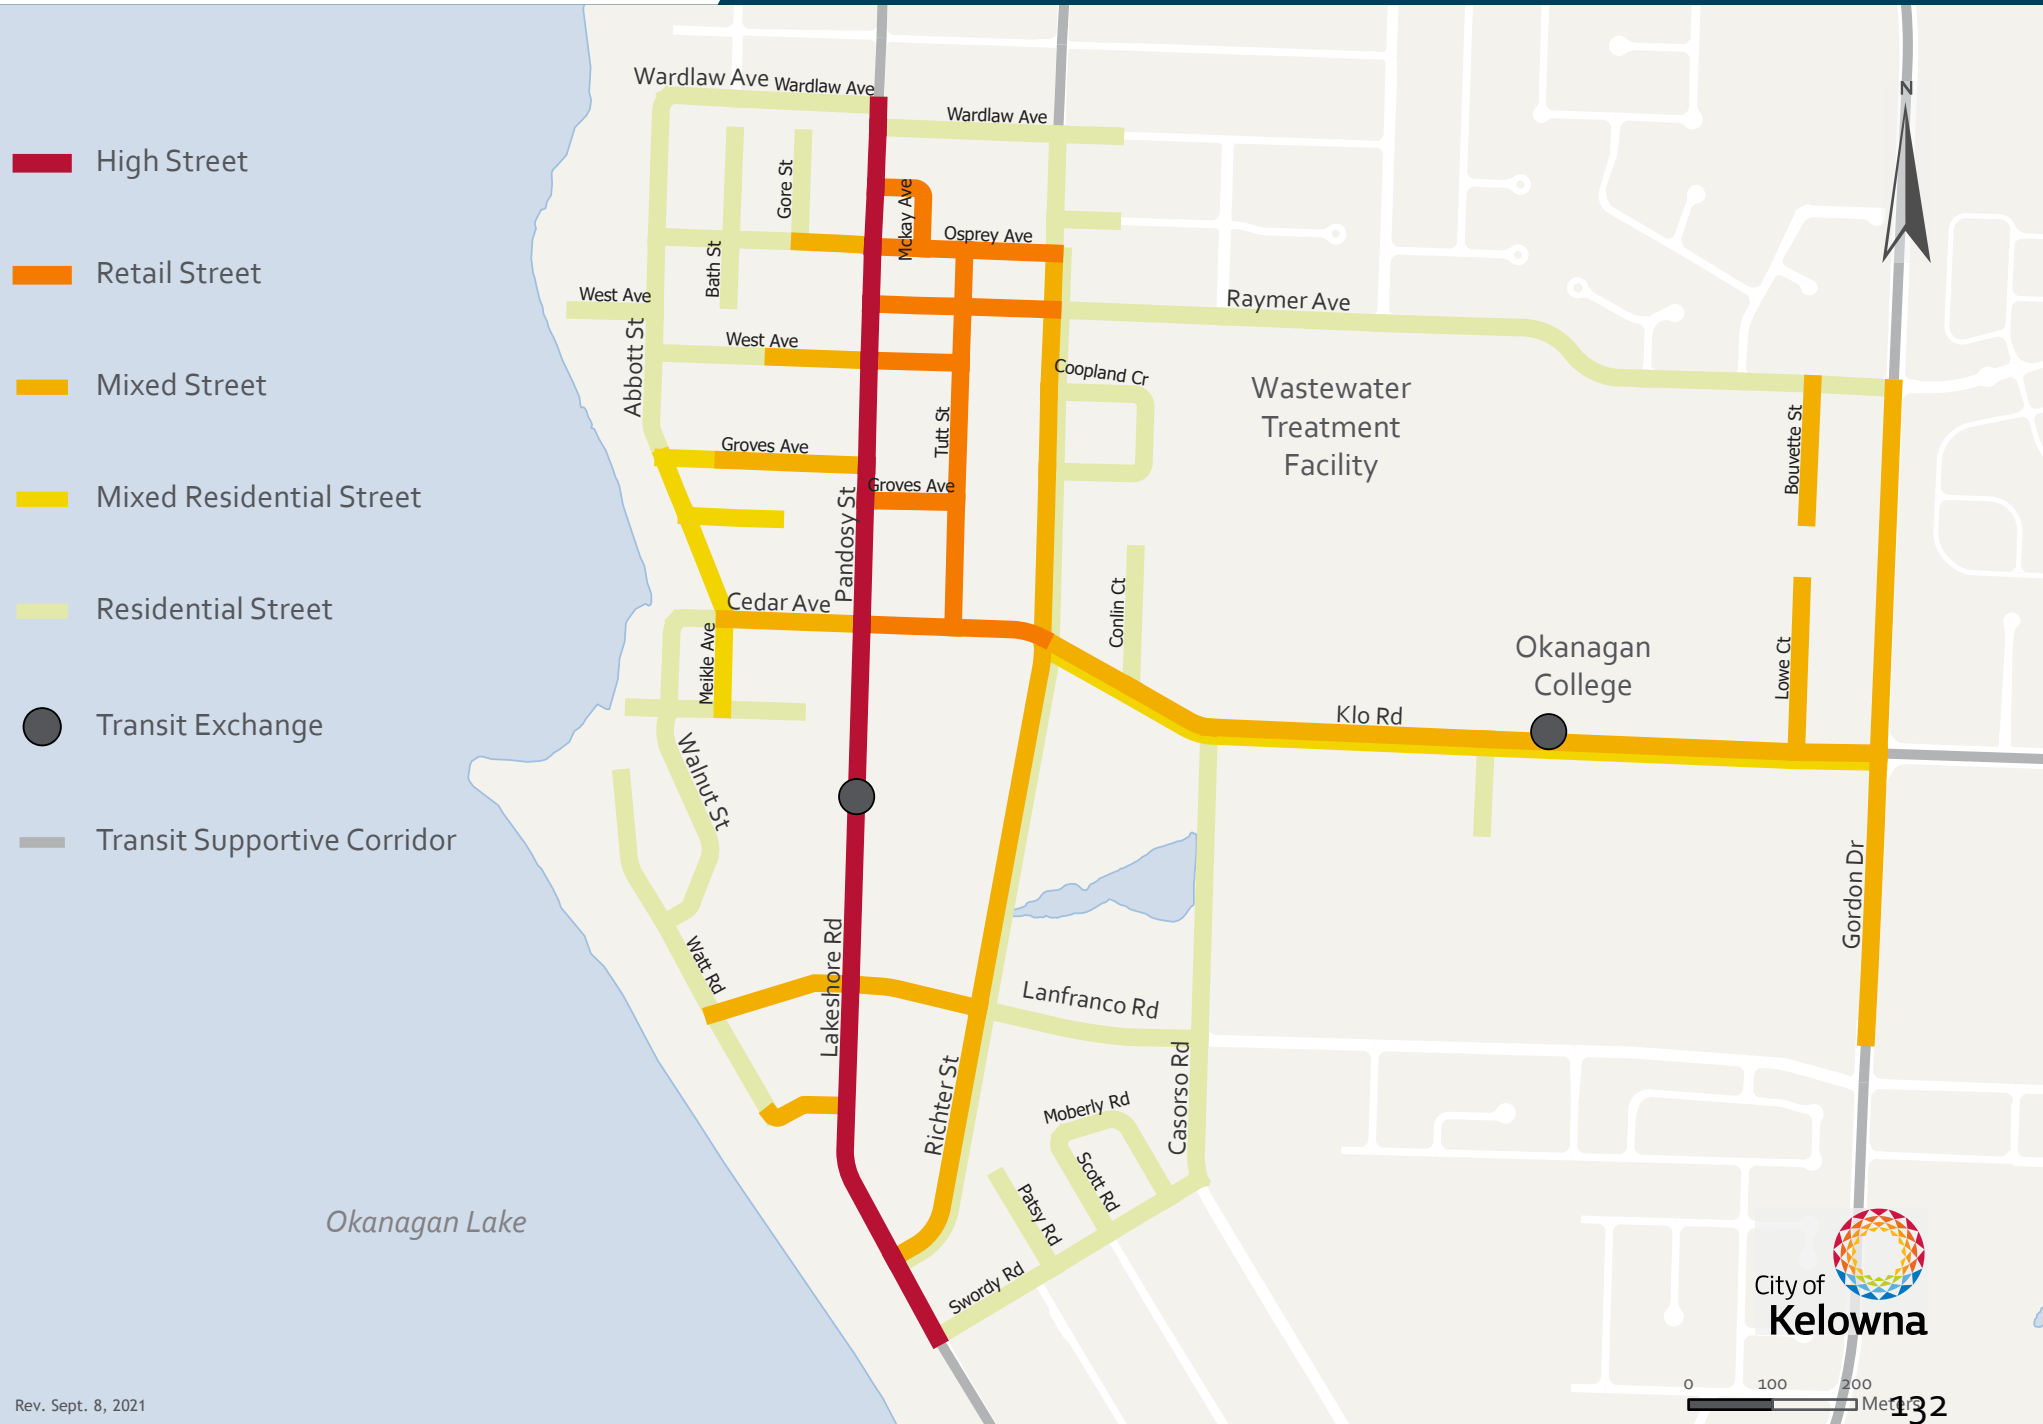 High Street
Retail Street
Mixed Street
Mixed Residential Street
Residential Street
Transit Exchange
Transit Supportive Corridor
Wardlaw Ave
Wardlaw Ave
Wardlaw Ave
N
Gore St
Mckay Ave
Osprey Ave
Bath St
West Ave
Raymer Ave
Abbott St
West Ave
Coopland Cr
Wastewater
Treatment
Facility
Tutt St
Bouvette St
Groves Ave
Groves Ave
Pandosy St
Cedar Ave
Conlin Ct
Meikle Ave
Okanagan
College
Lowe Ct
Klo Rd
Walnut St
Gordon Dr
Watt Rd
Lakeshore Rd
Lanfranco Rd
Richter St
Moberly Rd
Casorso Rd
Scott Rd
Patsy Rd
Swordy Rd
Okanagan Lake
City of
Kelowna
0 100 200
Meters
132
Rev. Sept. 8, 2021